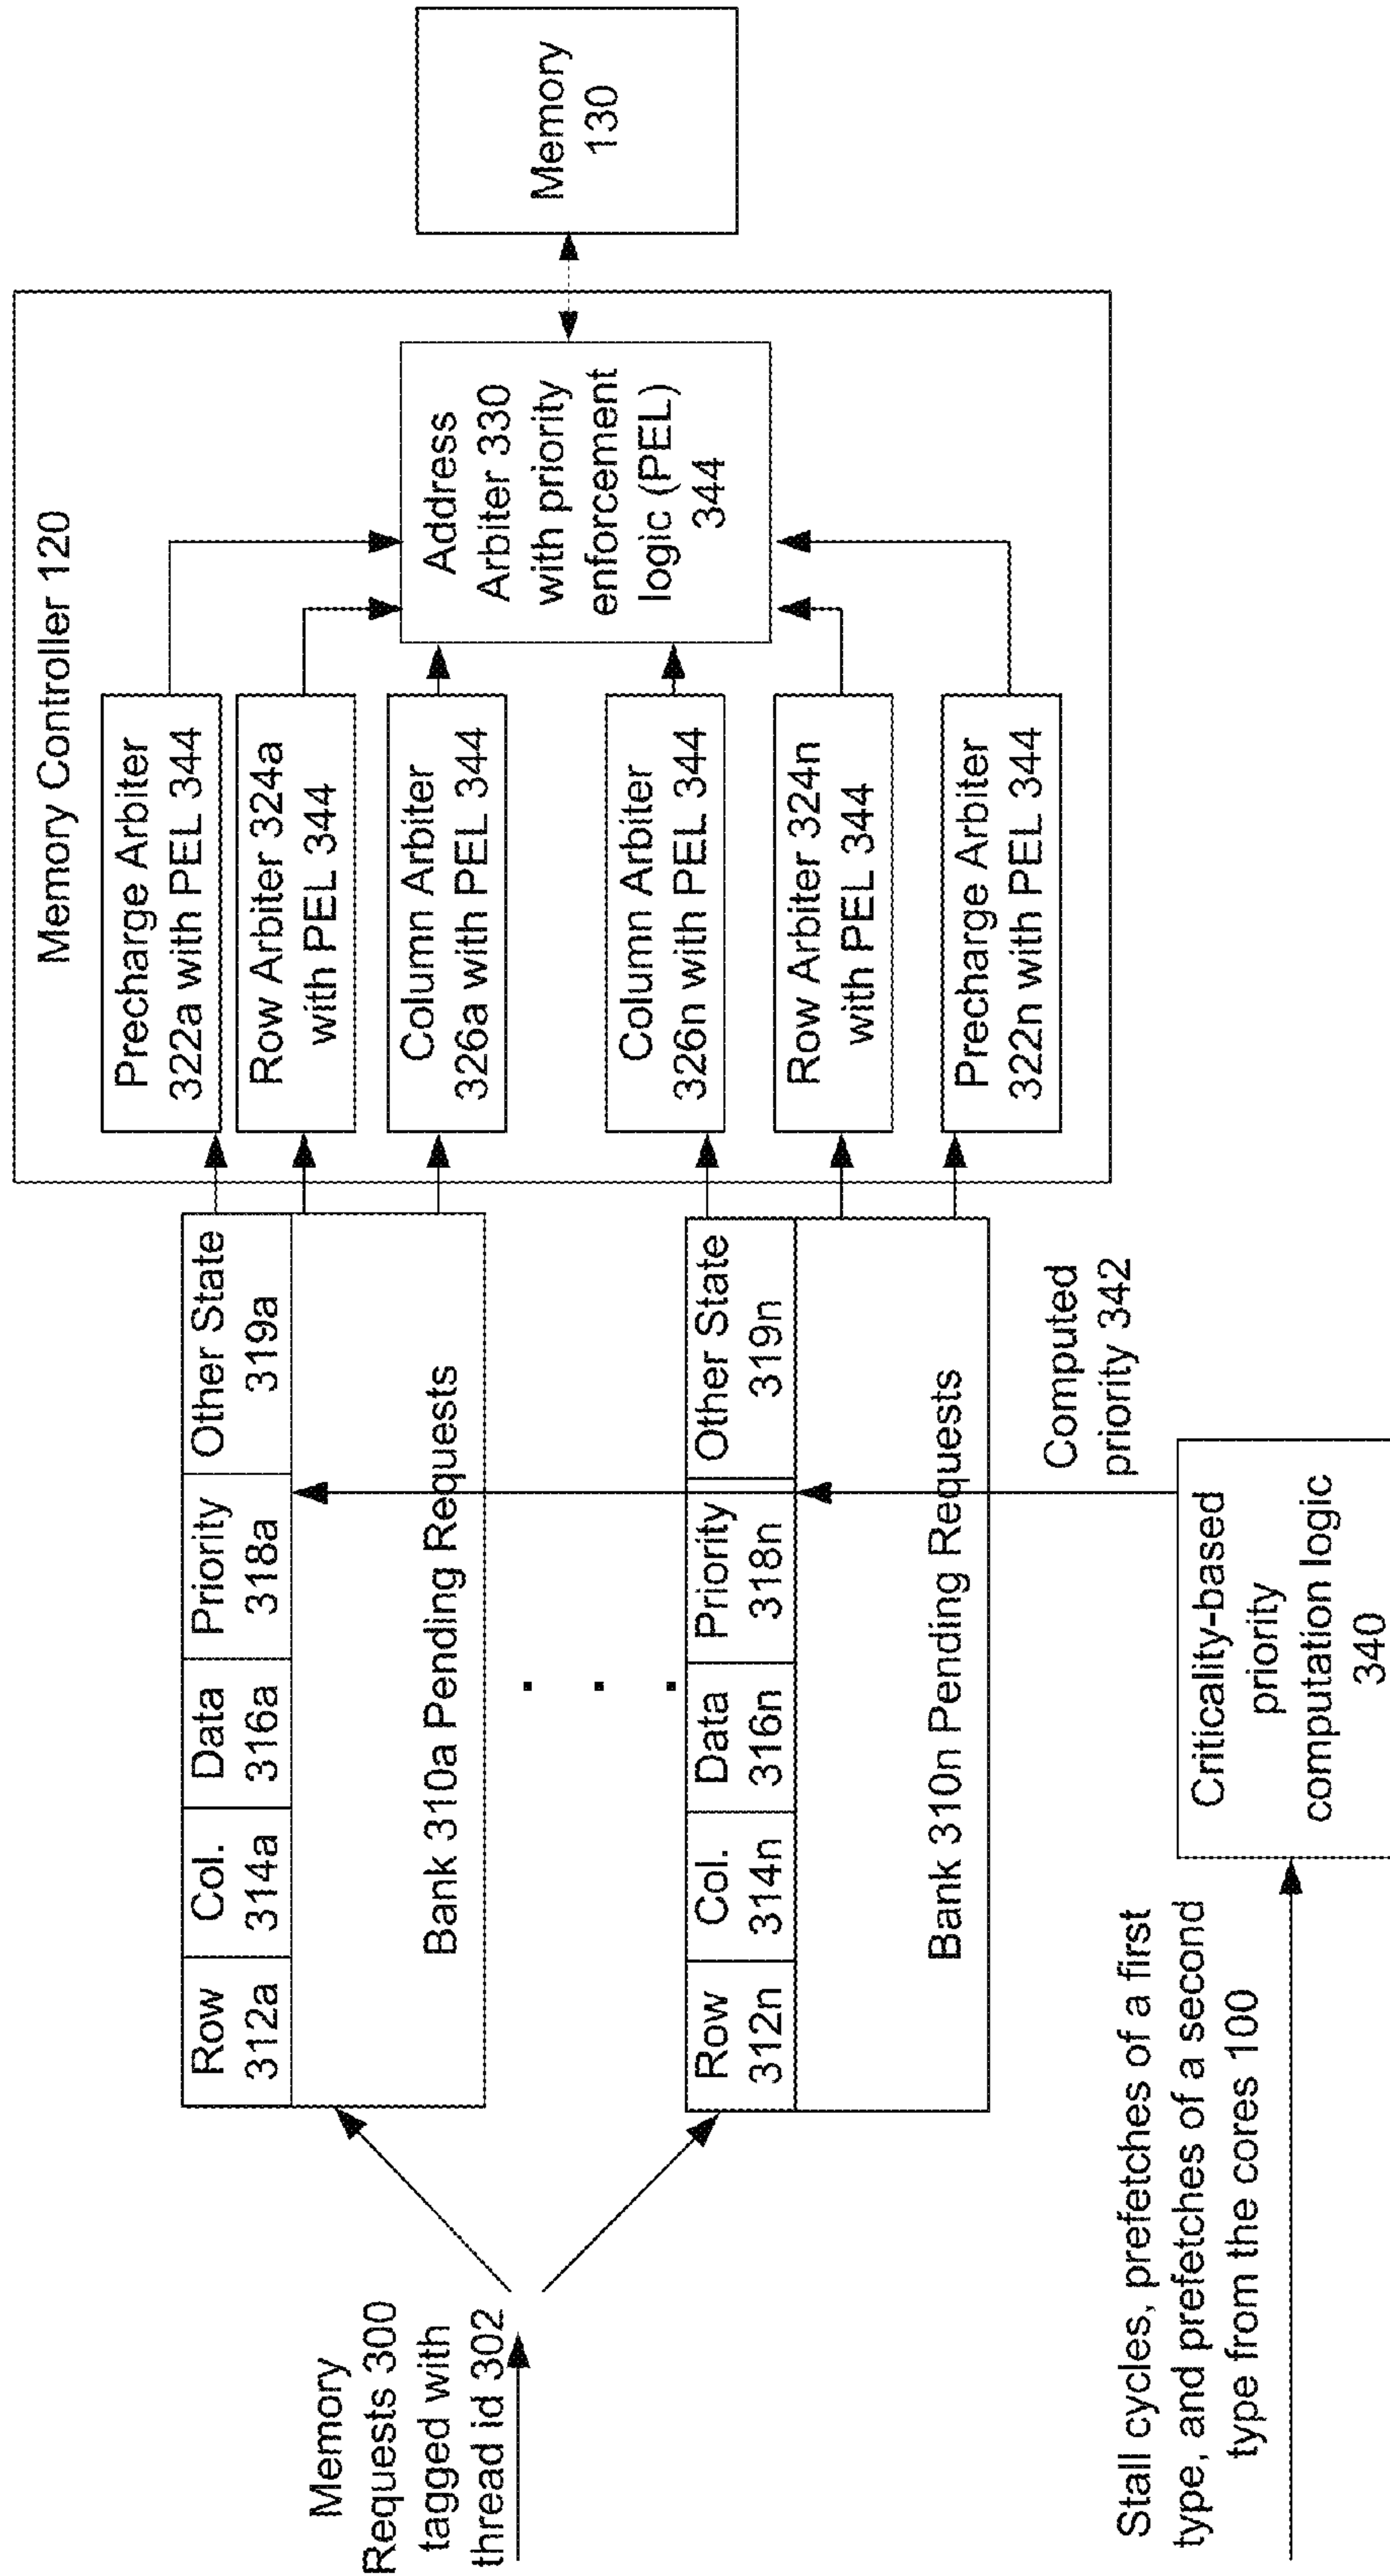 Memory
Requests 300
tagged with
thread id 302
Row
312a
Col.
314a
Data
316a
Priority
318a
Other State
319a
Bank 310a Pending Requests
. . .
Row
312n
Col.
314n
Data
316n
Priority
318n
Other State
319n
Bank 310n Pending Requests
Computed
priority 342
Stall cycles, prefetches of a first
type, and prefetches of a second
type from the cores 100
Criticality-based
priority
computation logic
340
Memory Controller 120
Precharge Arbiter
322a with PEL 344
Row Arbiter 324a
with PEL 344
Column Arbiter
326a with PEL 344
Column Arbiter
326n with PEL 344
Row Arbiter 324n
with PEL 344
Precharge Arbiter
322n with PEL 344
Address
Arbiter 330
with priority
enforcement
logic (PEL)
344
Memory
130